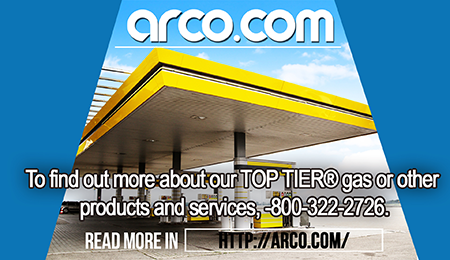 arco.com
To find out more about our TOP TIER® gas or other
products and services, -800-322-2726.
READ MORE IN HTTP://ARCO.COM/